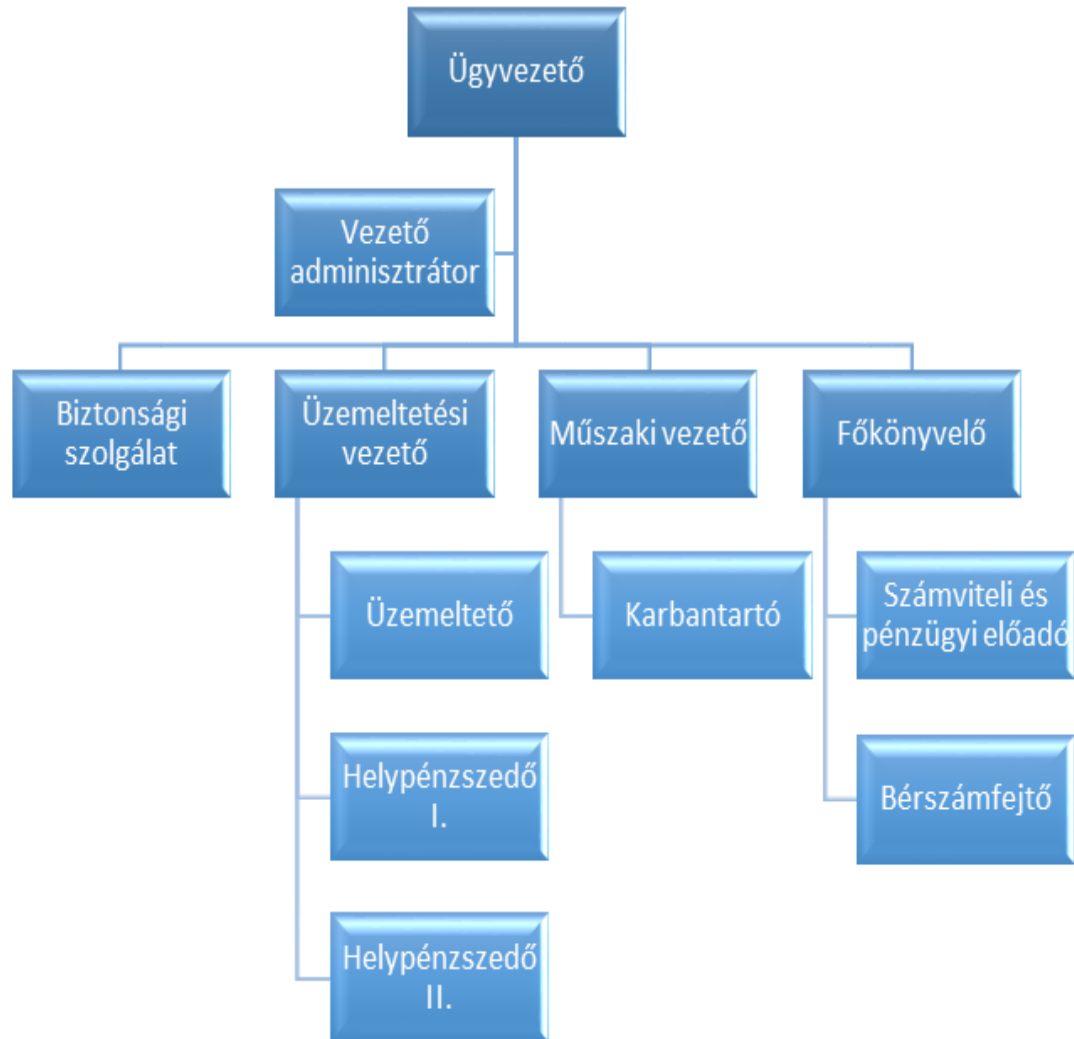 Ügyvezető
Vezető
adminisztrátor
Biztonsági
szolgálat
Üzemeltetési
vezető
Műszaki vezető
Főkönyvelő
Üzemeltető
Karbantartó
Számviteli és
pénzügyi előadó
Helypénzszedő
I.
Bérszámfejtő
Helypénzszedő
II.